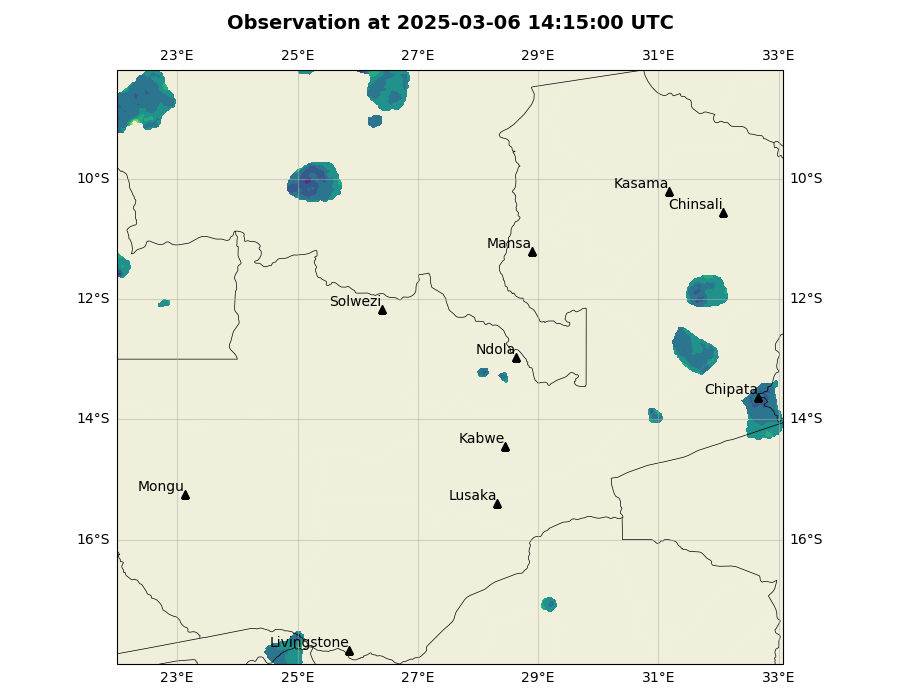 Observation at 2025-03-06 14:15:00 UTC
23°E 25°E 27°E 29°E 31°E 33°E
10°S 10°S
Kasama
Chinsali
Mansa
12°S 12°S
Solwezi
Ndola
Chipata
14°S 14°S
Kabwe
Mongu
Lusaka
16°S 16°S
Livingstone
23°E 25°E 27°E 29°E 31°E 33°E